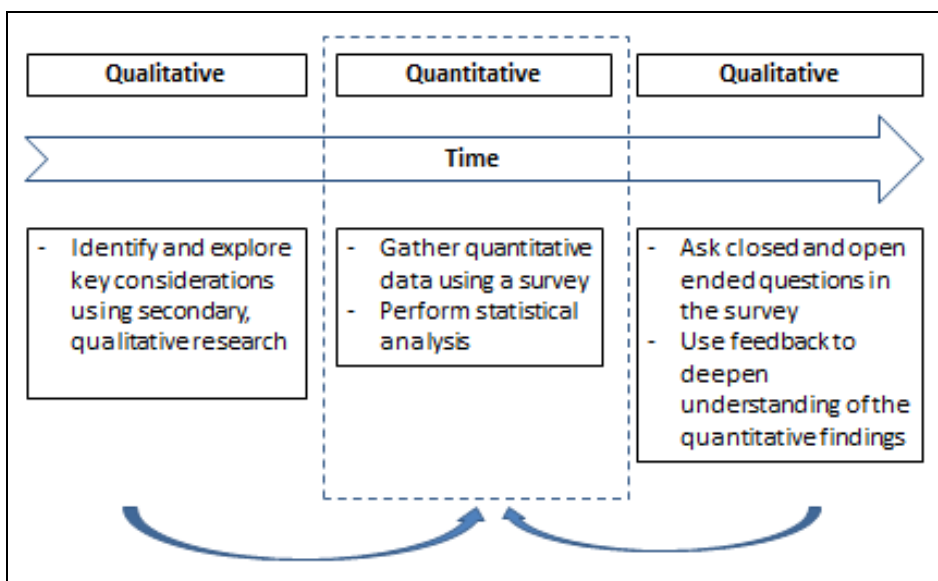 Qualitative
Quantitative
Qualitative
Time
- Identify and explore
key considerations
using secondary,
qualitative research
- Gather quantitative
data using a survey
- Perform statistical
analysis
- Ask closed and open
ended questions in
the survey
- Use feedback to
deepen
understanding of the
quantitative findings